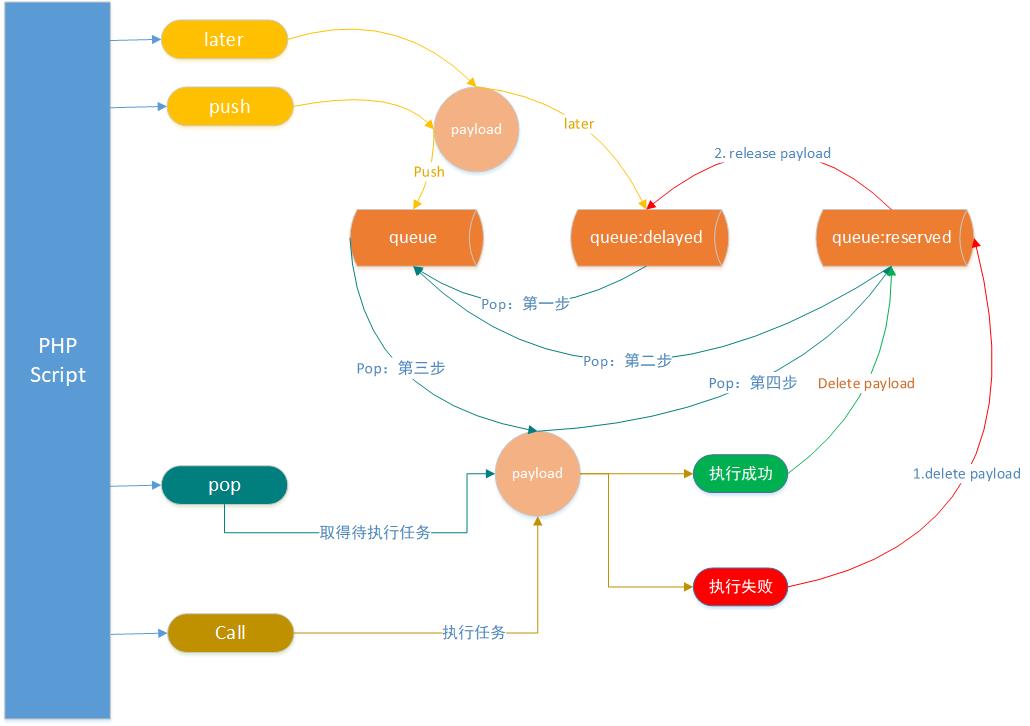 later
push
payload
later
Push
2. release payload
queue
queue:delayed
queue:reserved
PHP
Script
Pop：第一步
Pop：第二步
Pop：第三步
Pop：第四步
Delete payload
payload
执行成功
1.delete payload
pop
取得待执行任务
执行失败
Call
执行任务